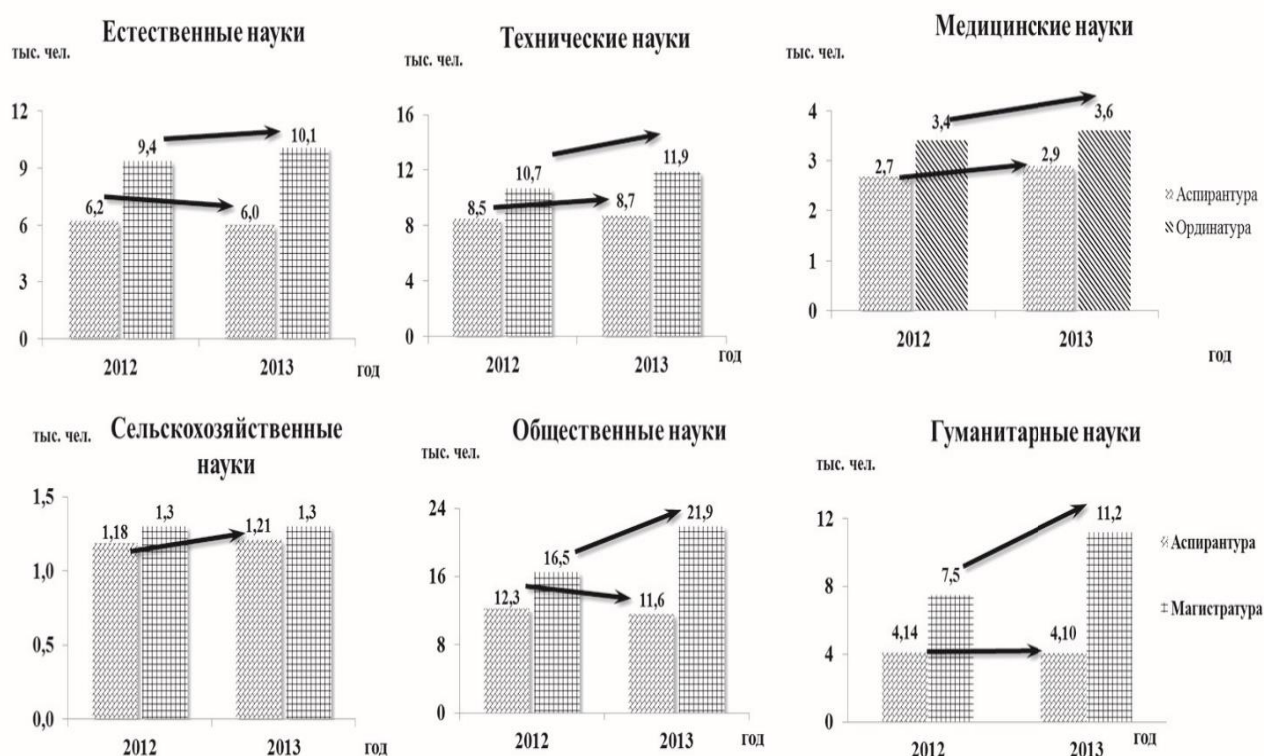 Естественные науки
тыс. чел.
12
9
6
3
0
9,4
10,1
6,2
6,0
2012
2013
год
Технические науки
тыс. чел.
16
12
8
4
0
10,7
11,9
8,5
8,7
2012
2013
год
Медицинские науки
тыс. чел.
4
3
2
1
0
3,4
3,6
2,7
2,9
2012
2013
год
Аспирантура
Ординатура
Сельскохозяйственные
науки
тыс. чел.
1,5
1,0
0,5
0,0
1,18
1,3
1,21
1,3
2012
2013
год
Общественные науки
тыс. чел.
24
16
8
0
12,3
16,5
11,6
21,9
2012
2013
год
Гуманитарные науки
тыс. чел.
12
8
4
0
4,14
7,5
4,10
11,2
2012
2013
год
Аспирантура
Магистратура